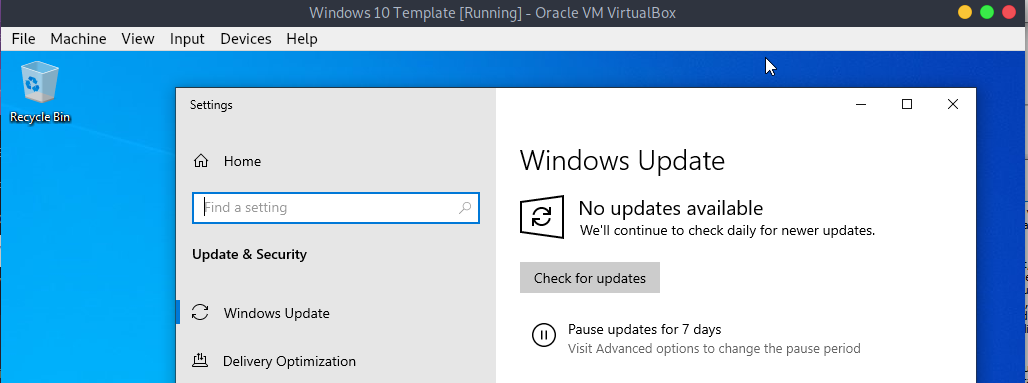 Windows 10 Template [Running] - Oracle VM VirtualBox
File Machine View Input Devices Help
Recycle Bin
Settings
Home
Find a setting
Update & Security
Windows Update
Delivery Optimization
Windows Update
No updates available
We'll continue to check daily for newer updates.
Check for updates
Pause updates for 7 days
Visit Advanced options to change the pause period